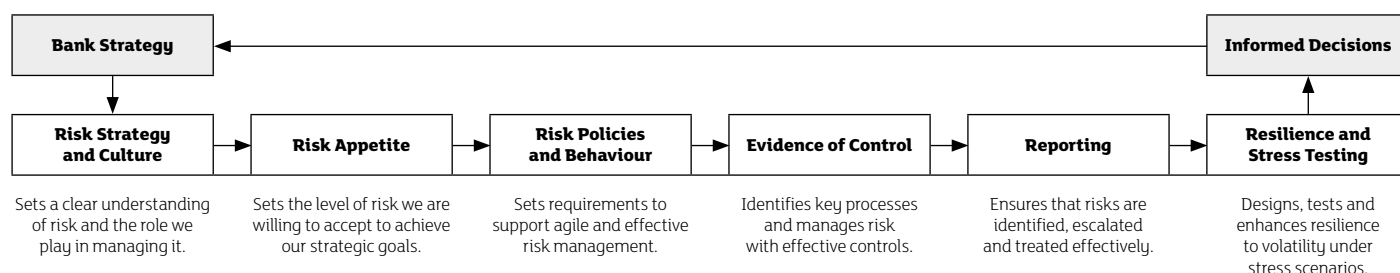 Bank Strategy
Informed Decisions
Risk Strategy
and Culture
Risk Appetite
Risk Policies
and Behaviour
Evidence of Control
Reporting
Resilience and
Stress Testing
Sets a clear understanding
of risk and the role we
play in managing it.
Sets the level of risk we are
willing to accept to achieve
our strategic goals.
Sets requirements to
support agile and effective
risk management.
Identifies key processes
and manages risk
with effective controls.
Ensures that risks are
identified, escalated
and treated effectively.
Designs, tests and
enhances resilience
to volatility under
stress scenarios.